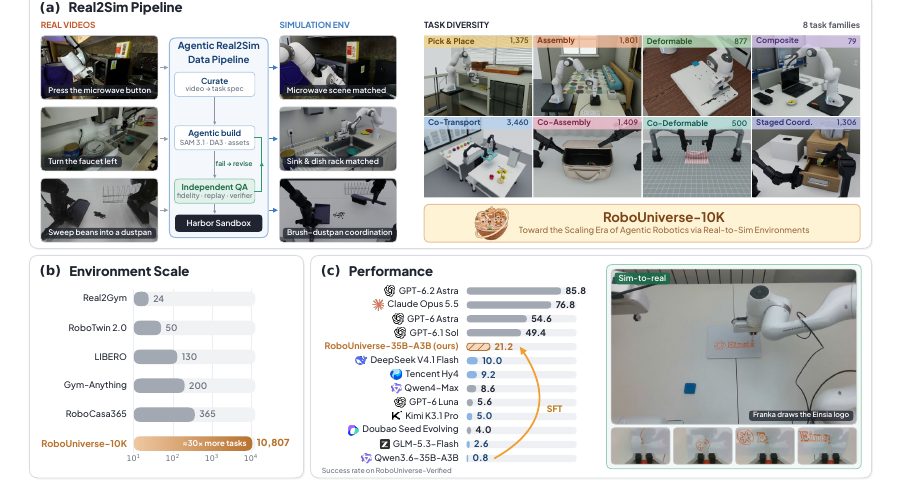 (a) Real2Sim Pipeline
REAL VIDEOS
SIMULATION ENV
Press the microwave button
Turn the faucet left
Sweep beans into a dustpan
Agentic Real2Sim
Data Pipeline
Curate
video → task spec
Agentic build
SAM 3.1 · DA3 · assets
fail → revise
Independent QA
fidelity · replay · verifier
Harbor Sandbox
Microwave scene matched
Sink & dish rack matched
Brush–dustpan coordination
TASK DIVERSITY
8 task families
Pick & Place 1,375
Assembly 1,801
Deformable 877
Composite 79
Co-Transport 3,460
Co-Assembly 1,409
Co-Deformable 500
Staged Coord. 1,306
RoboUniverse-10K
Toward the Scaling Era of Agentic Robotics via Real-to-Sim Environments
(b) Environment Scale
Real2Gym 24
RoboTwin 2.0 50
LIBERO 130
Gym-Anything 200
RoboCasa365 365
RoboUniverse-10K ≈30× more tasks 10,807
10¹ 10² 10³ 10⁴
(c) Performance
GPT-6.2 Astra 85.8
Claude Opus 5.5 76.8
GPT-6 Astra 54.6
GPT-6.1 Sol 49.4
RoboUniverse-35B-A3B (ours) 21.2
DeepSeek V4.1 Flash 10.0
Tencent Hy4 9.2
Qwen4-Max 8.6
GPT-6 Luna 5.6
Kimi K3.1 Pro 5.0
Doubao Seed Evolving 4.0
GLM-5.3-Flash 2.6
Qwen3.6-35B-A3B 0.8
SFT
Success rate on RoboUniverse-Verified
Sim-to-real
Franka draws the Einsia logo